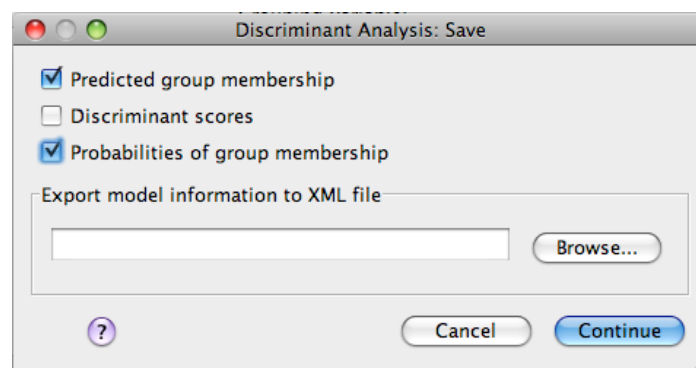 Discriminant Analysis: Save
Predicted group membership
Discriminant scores
Probabilities of group membership
Export model information to XML file
Browse...
?
Cancel
Continue